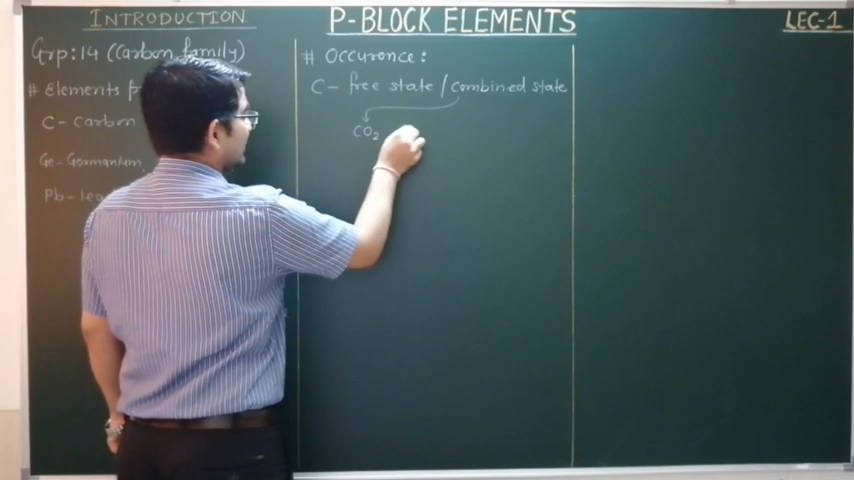 INTRODUCTION
P-BLOCK ELEMENTS
LEC-1
Grp: 14 (Carbon family)
# Elements
C - Carbon
Ge - Germanium
Pb - lea
# Occurence :
C - free state / combined state
CO2